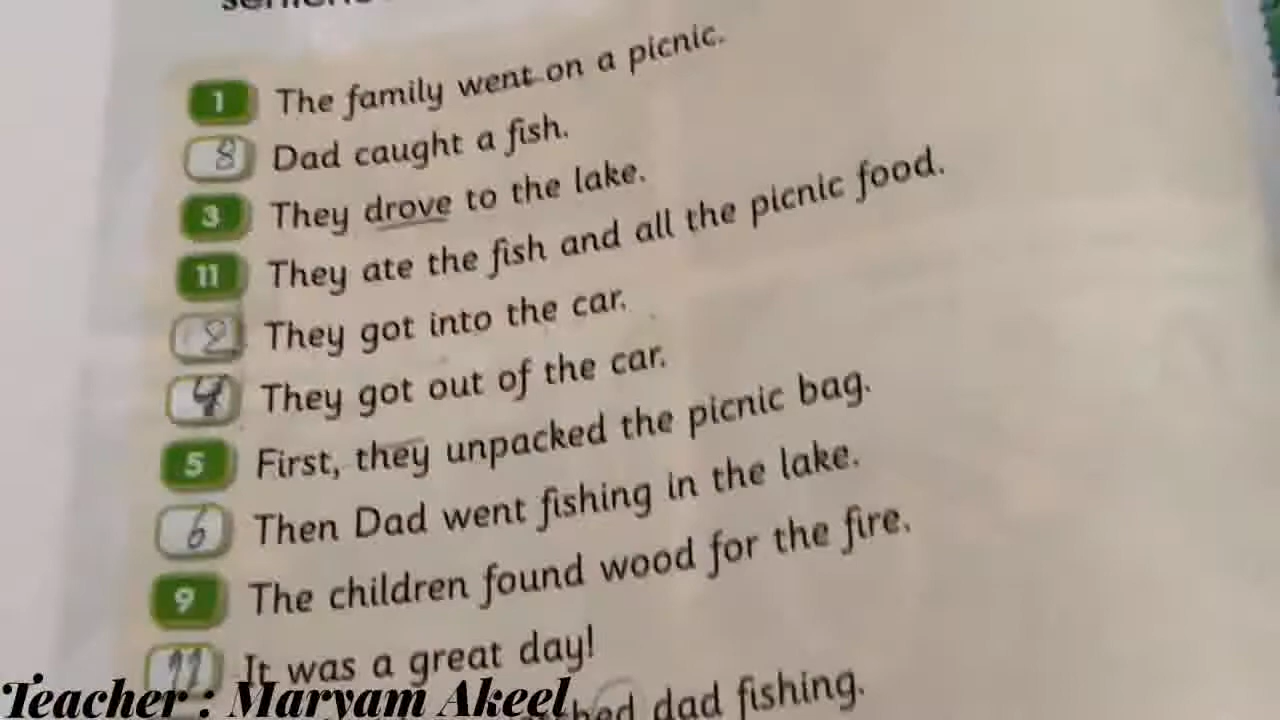 1 The family went on a picnic.
8 Dad caught a fish.
3 They drove to the lake.
11 They ate the fish and all the picnic food.
2 They got into the car.
4 They got out of the car.
5 First, they unpacked the picnic bag.
6 Then Dad went fishing in the lake.
9 The children found wood for the fire.
It was a great day!
dad fishing.
Teacher : Maryam Akeel